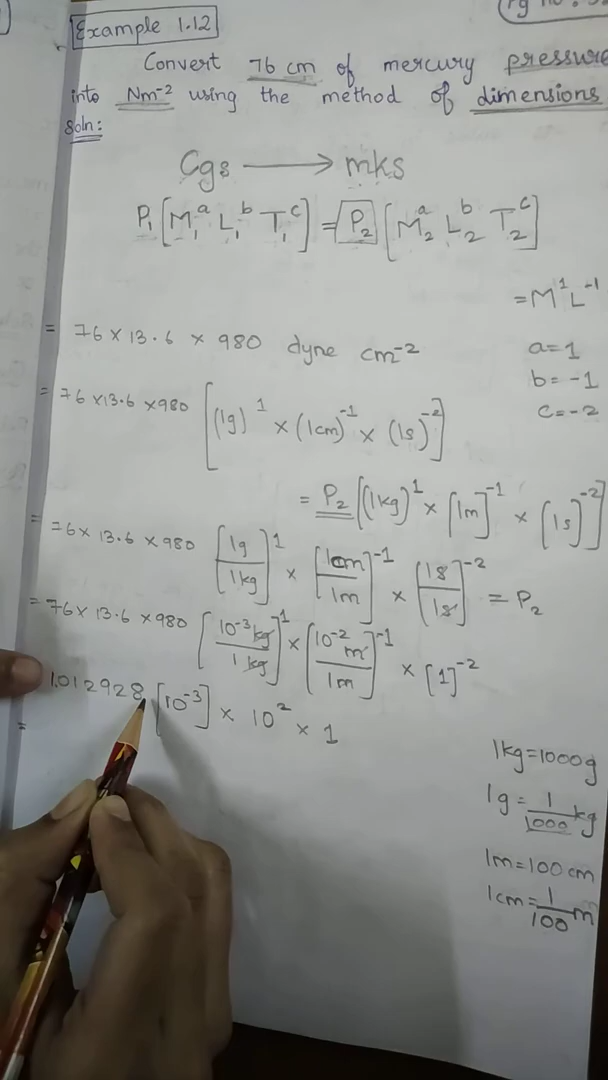 Example 1.12
Convert 76 cm of mercury pressure
into Nm⁻² using the method of dimensions
Soln:
Cgs ⟶ mks
P₁[M₁ᵃ L₁ᵇ T₁ᶜ] = P₂ [M₂ᵃ L₂ᵇ T₂ᶜ]
= M¹L⁻¹
= 76 × 13.6 × 980 dyne cm⁻²
a=1
b=-1
c=-2
= 76 ×13.6 ×980 [(1g)¹ × (1cm)⁻¹ × (1s)⁻²]
= P₂ [(1kg)¹ × [1m]⁻¹ × (1s)⁻²]
= 76 × 13.6 × 980 [1g/1kg]¹ × [1cm/1m]⁻¹ × [1s/1s]⁻² = P₂
= 76 × 13.6 × 980 [10⁻³kg/1kg]¹ × [10⁻²m/1m]⁻¹ × [1]⁻²
1.012928 [10⁻³] × 10² × 1
=
1kg=1000g
1g = 1/1000 kg
1m = 100 cm
1cm = 1/100 m